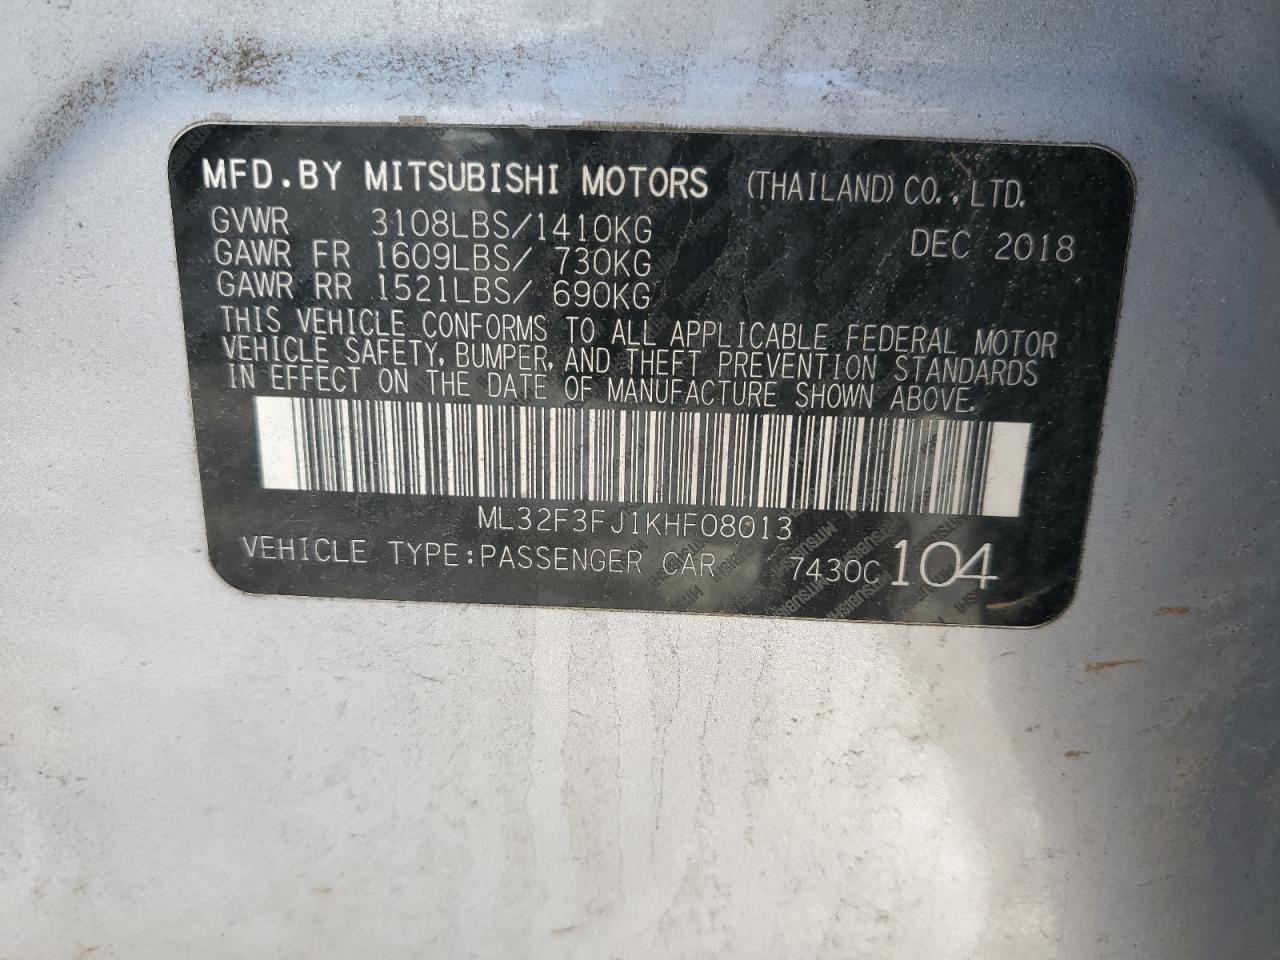 MFD.BY MITSUBISHI MOTORS (THAILAND) CO., LTD.
GVWR 3108LBS/1410KG DEC 2018
GAWR FR 1609LBS/ 730KG
GAWR RR 1521LBS/ 690KG
THIS VEHICLE CONFORMS TO ALL APPLICABLE FEDERAL MOTOR
VEHICLE SAFETY, BUMPER, AND THEFT PREVENTION STANDARDS
IN EFFECT ON THE DATE OF MANUFACTURE SHOWN ABOVE.
ML32F3FJ1KHF08013
VEHICLE TYPE:PASSENGER CAR 7430C 104